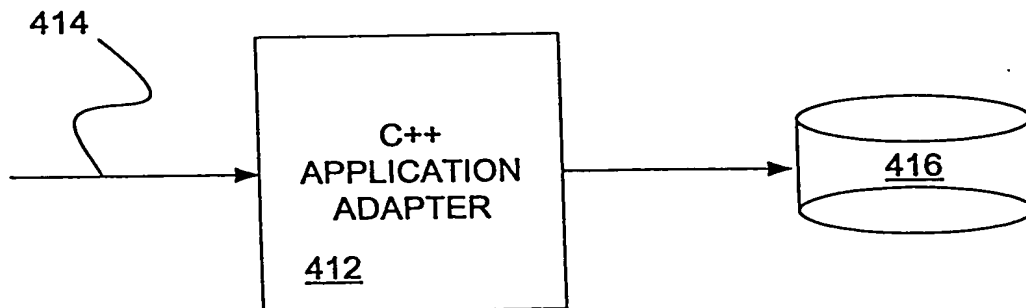 414
C++
APPLICATION
ADAPTER
412
416